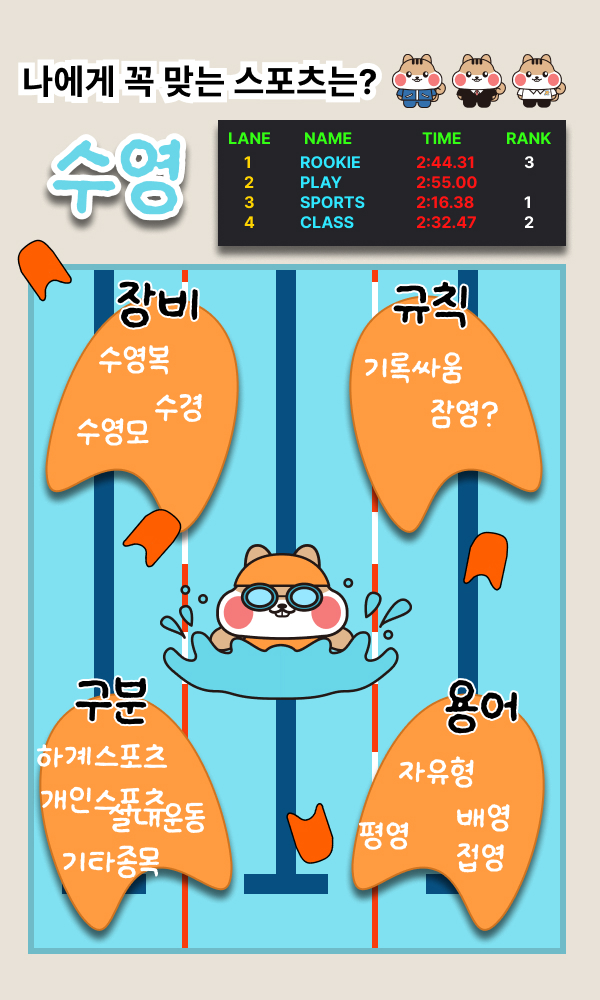 나에게 꼭 맞는 스포츠는?
수영
LANE NAME TIME RANK
1 ROOKIE 2:44.31 3
2 PLAY 2:55.00
3 SPORTS 2:16.38 1
4 CLASS 2:32.47 2
장비
수영복
수경
수영모
규칙
기록싸움
잠영?
구분
하계스포츠
개인스포츠
실내운동
기타종목
용어
자유형
배영
평영
접영